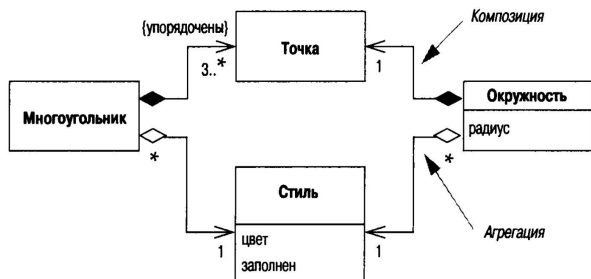 {упорядочены}
Точка
Композиция
3..*
1
Многоугольник
Окружность
радиус
*
*
Стиль
цвет
заполнен
1
1
Агрегация